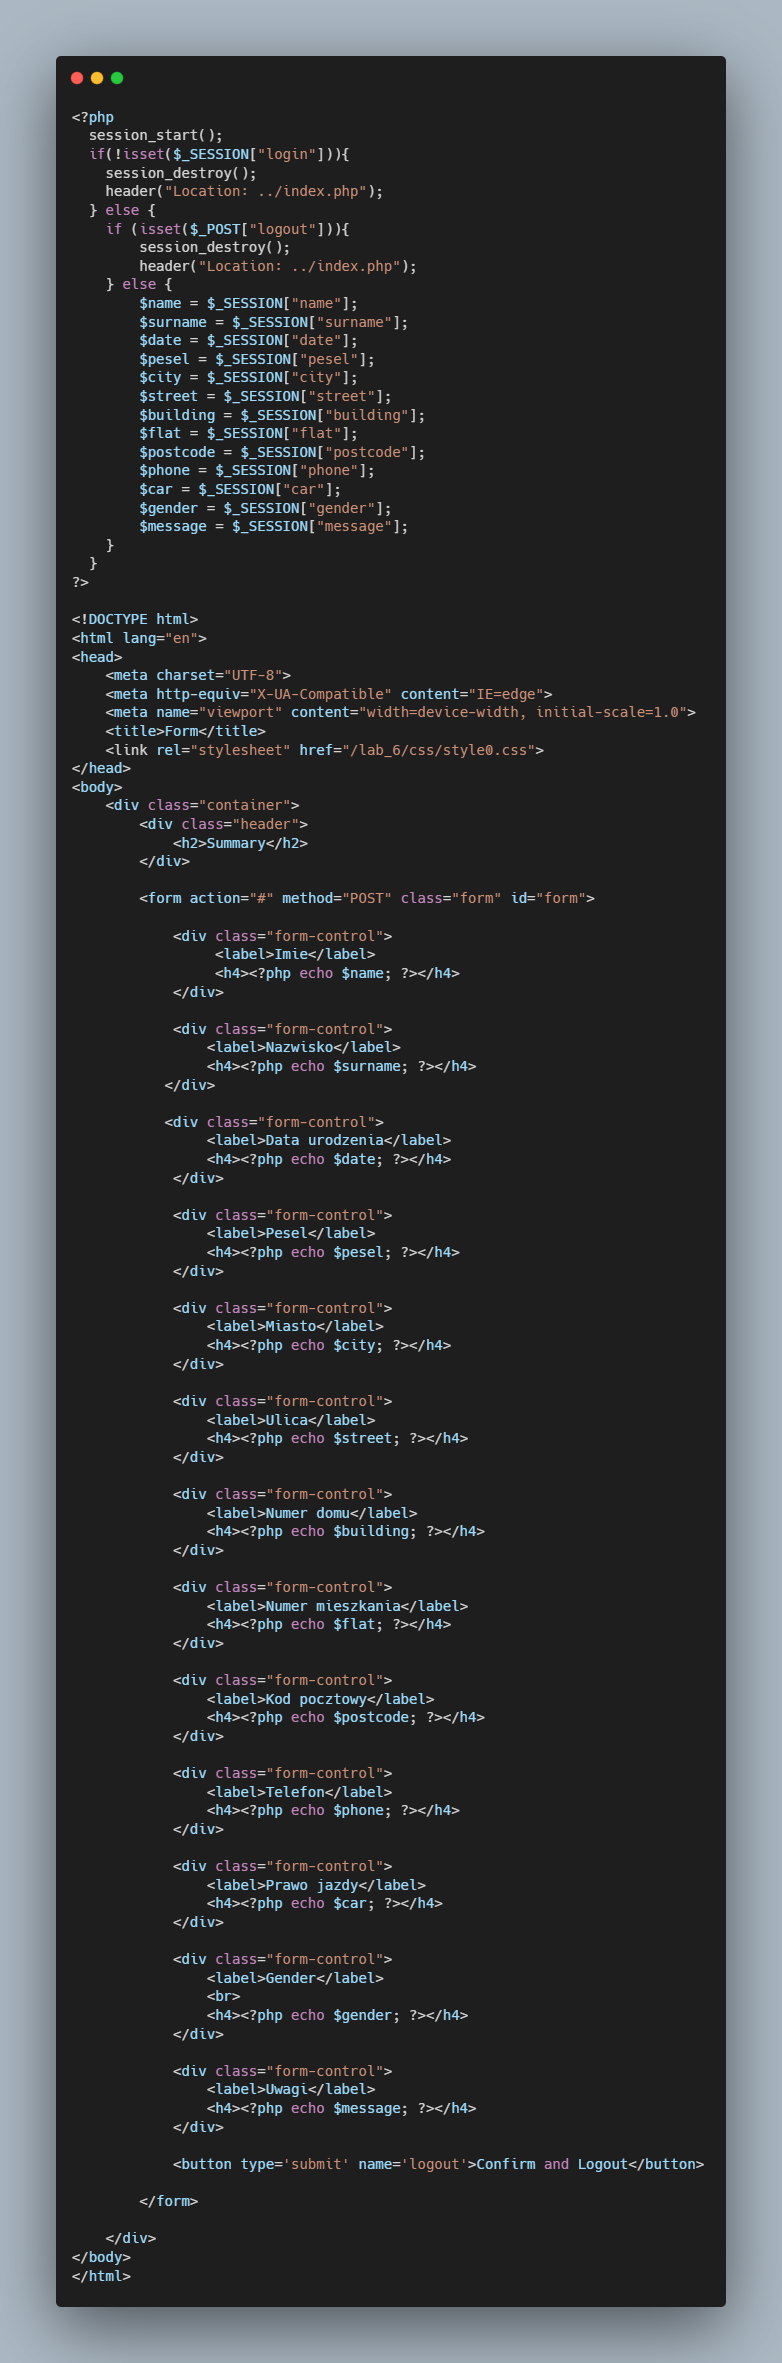 <?php
  session_start();
  if(!isset($_SESSION["login"])){
    session_destroy();
    header("Location: ../index.php");
  } else {
    if (isset($_POST["logout"])){
        session_destroy();
        header("Location: ../index.php");
    } else {
        $name = $_SESSION["name"];
        $surname = $_SESSION["surname"];
        $date = $_SESSION["date"];
        $pesel = $_SESSION["pesel"];
        $city = $_SESSION["city"];
        $street = $_SESSION["street"];
        $building = $_SESSION["building"];
        $flat = $_SESSION["flat"];
        $postcode = $_SESSION["postcode"];
        $phone = $_SESSION["phone"];
        $car = $_SESSION["car"];
        $gender = $_SESSION["gender"];
        $message = $_SESSION["message"];
    }
  }
?>

<!DOCTYPE html>
<html lang="en">
<head>
    <meta charset="UTF-8">
    <meta http-equiv="X-UA-Compatible" content="IE=edge">
    <meta name="viewport" content="width=device-width, initial-scale=1.0">
    <title>Form</title>
    <link rel="stylesheet" href="/lab_6/css/style0.css">
</head>
<body>
    <div class="container">
        <div class="header">
            <h2>Summary</h2>
        </div>

        <form action="#" method="POST" class="form" id="form">

            <div class="form-control">
                 <label>Imie</label>
                 <h4><?php echo $name; ?></h4>
            </div>

            <div class="form-control">
                <label>Nazwisko</label>
                <h4><?php echo $surname; ?></h4>
           </div>

           <div class="form-control">
                <label>Data urodzenia</label>
                <h4><?php echo $date; ?></h4>
            </div>

            <div class="form-control">
                <label>Pesel</label>
                <h4><?php echo $pesel; ?></h4>
            </div>

            <div class="form-control">
                <label>Miasto</label>
                <h4><?php echo $city; ?></h4>
            </div>

            <div class="form-control">
                <label>Ulica</label>
                <h4><?php echo $street; ?></h4>
            </div>

            <div class="form-control">
                <label>Numer domu</label>
                <h4><?php echo $building; ?></h4>
            </div>

            <div class="form-control">
                <label>Numer mieszkania</label>
                <h4><?php echo $flat; ?></h4>
            </div>

            <div class="form-control">
                <label>Kod pocztowy</label>
                <h4><?php echo $postcode; ?></h4>
            </div>

            <div class="form-control">
                <label>Telefon</label>
                <h4><?php echo $phone; ?></h4>
            </div>

            <div class="form-control">
                <label>Prawo jazdy</label>
                <h4><?php echo $car; ?></h4>
            </div>

            <div class="form-control">
                <label>Gender</label>
                <br>
                <h4><?php echo $gender; ?></h4>
            </div>

            <div class="form-control">
                <label>Uwagi</label>
                <h4><?php echo $message; ?></h4>
            </div>

            <button type='submit' name='logout'>Confirm and Logout</button>

        </form>

    </div>
</body>
</html>